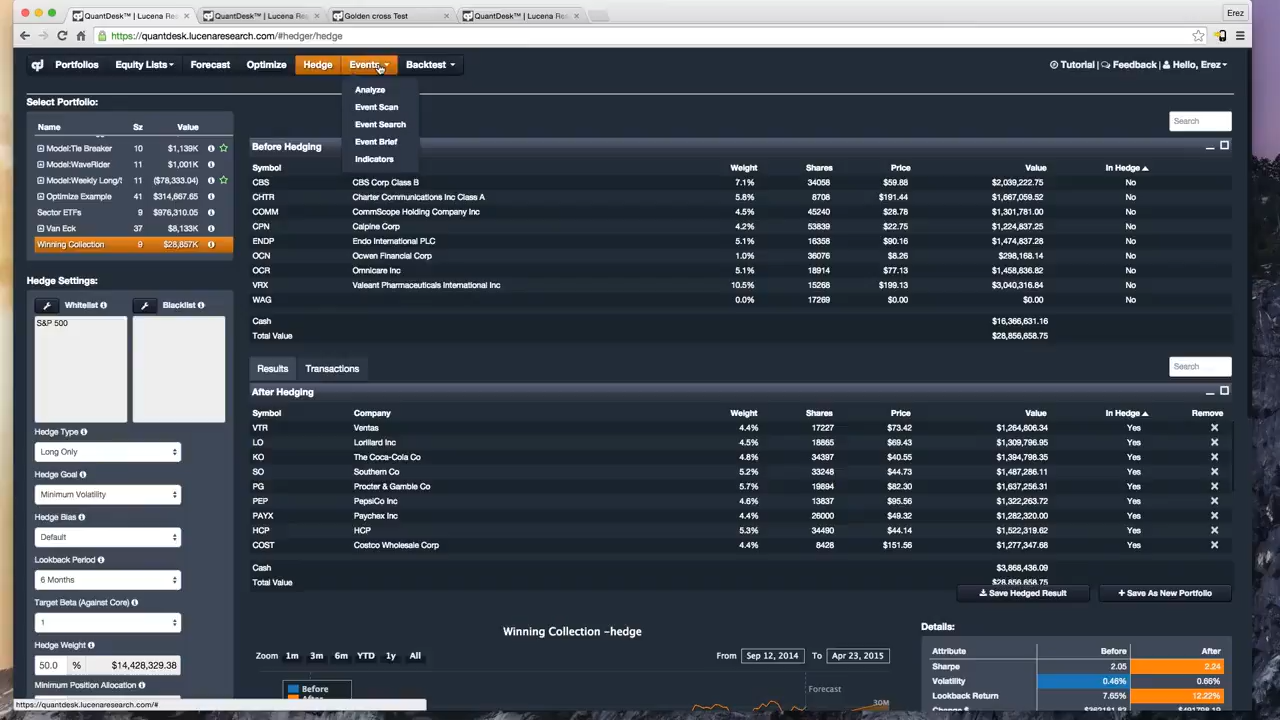 QuantDesk™ | Lucena Re
QuantDesk™ | Lucena Re
Golden cross Test
QuantDesk™ | Lucena Res
Erez
https://quantdesk.lucenaresearch.com/#hedger/hedge
Portfolios Equity Lists Forecast Optimize Hedge Events Backtest
Tutorial | Feedback | Hello, Erez
Analyze
Event Scan
Event Search
Event Brief
Indicators
Select Portfolio:
Name Sz Value
Model:Tie Breaker 10 $1,139K
Model:WaveRider 11 $1,001K
Model:Weekly Long/ 11 ($78,333.04)
Optimize Example 41 $314,667.65
Sector ETFs 9 $976,310.05
Van Eck 37 $8,133K
Winning Collection 9 $28,857K
Hedge Settings:
Whitelist Blacklist
S&P 500
Hedge Type
Long Only
Hedge Goal
Minimum Volatility
Hedge Bias
Default
Lookback Period
6 Months
Target Beta (Against Core)
1
Hedge Weight
50.0 % $14,428,329.38
Minimum Position Allocation
https://quantdesk.lucenaresearch.com/#
Search
Before Hedging
Symbol Weight Shares Price Value In Hedge
CBS CBS Corp Class B 7.1% 34058 $59.88 $2,039,222.75 No
CHTR Charter Communications Inc Class A 5.8% 8708 $191.44 $1,667,059.52 No
COMM CommScope Holding Company Inc 4.5% 45240 $28.78 $1,301,781.00 No
CPN Calpine Corp 4.2% 53839 $22.75 $1,224,837.25 No
ENDP Endo International PLC 5.1% 16358 $90.16 $1,474,837.28 No
OCN Ocwen Financial Corp 1.0% 36076 $8.26 $298,168.14 No
OCR Omnicare Inc 5.1% 18914 $77.13 $1,458,836.82 No
VRX Valeant Pharmaceuticals International Inc 10.5% 15268 $199.13 $3,040,316.84 No
WAG 0.0% 17269 $0.00 $0.00 No
Cash $16,366,631.16
Total Value $28,856,658.75
Results Transactions
Search
After Hedging
Symbol Company Weight Shares Price Value In Hedge Remove
VTR Ventas 4.4% 17227 $73.42 $1,264,806.34 Yes
LO Lorillard Inc 4.5% 18865 $69.43 $1,309,796.95 Yes
KO The Coca-Cola Co 4.8% 34397 $40.55 $1,394,798.35 Yes
SO Southern Co 5.2% 33248 $44.73 $1,487,286.11 Yes
PG Procter & Gamble Co 5.7% 19894 $82.30 $1,637,256.31 Yes
PEP PepsiCo Inc 4.6% 13837 $95.56 $1,322,263.72 Yes
PAYX Paychex Inc 4.4% 26000 $49.32 $1,282,320.00 Yes
HCP HCP 5.3% 34490 $44.14 $1,522,319.62 Yes
COST Costco Wholesale Corp 4.4% 8428 $151.56 $1,277,347.68 Yes
Cash $3,868,436.09
Total Value $28,856,658.75
Save Hedged Result + Save As New Portfolio
Winning Collection -hedge
Zoom 1m 3m 6m YTD 1y All
From Sep 12, 2014 To Apr 23, 2015
Before
Forecast
30M
Details:
Attribute Before After
Sharpe 2.05 2.24
Volatility 0.46% 0.66%
Lookback Return 7.65% 12.22%